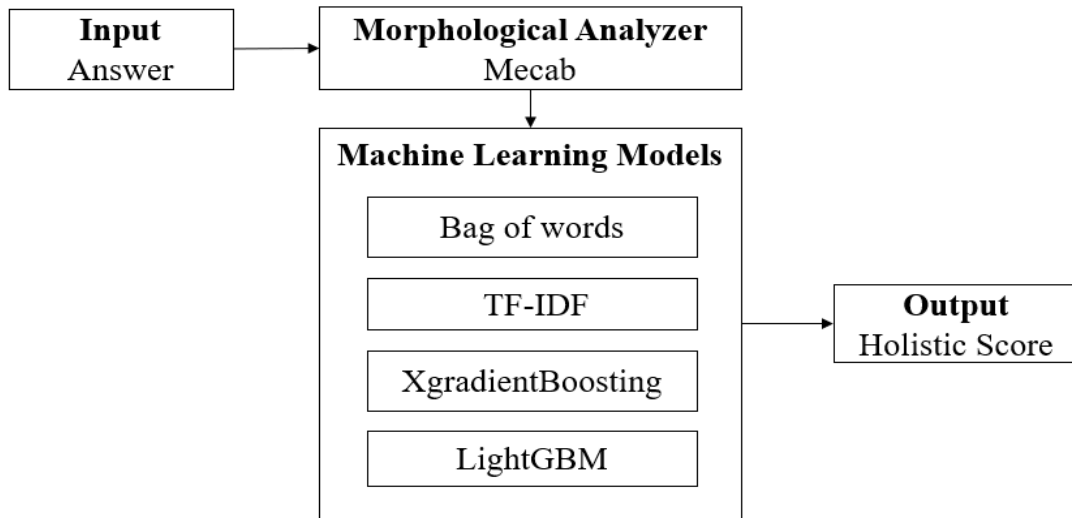 Input
Answer
Morphological Analyzer
Mecab
Machine Learning Models
Bag of words
TF-IDF
XgradientBoosting
LightGBM
Output
Holistic Score